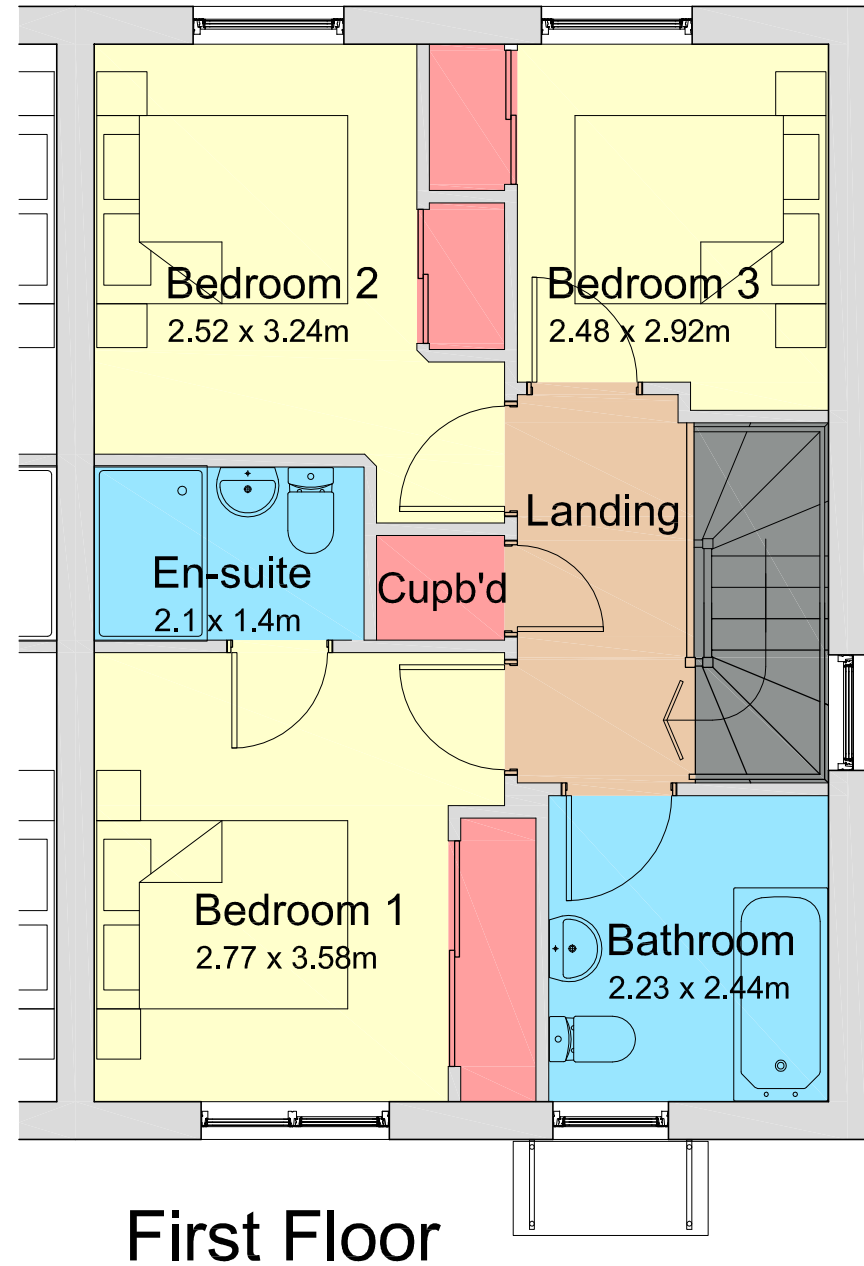 Bedroom 2
2.52 x 3.24m
Bedroom 3
2.48 x 2.92m
Landing
En-suite
2.1 x 1.4m
Cupb'd
Bedroom 1
2.77 x 3.58m
Bathroom
2.23 x 2.44m
First Floor